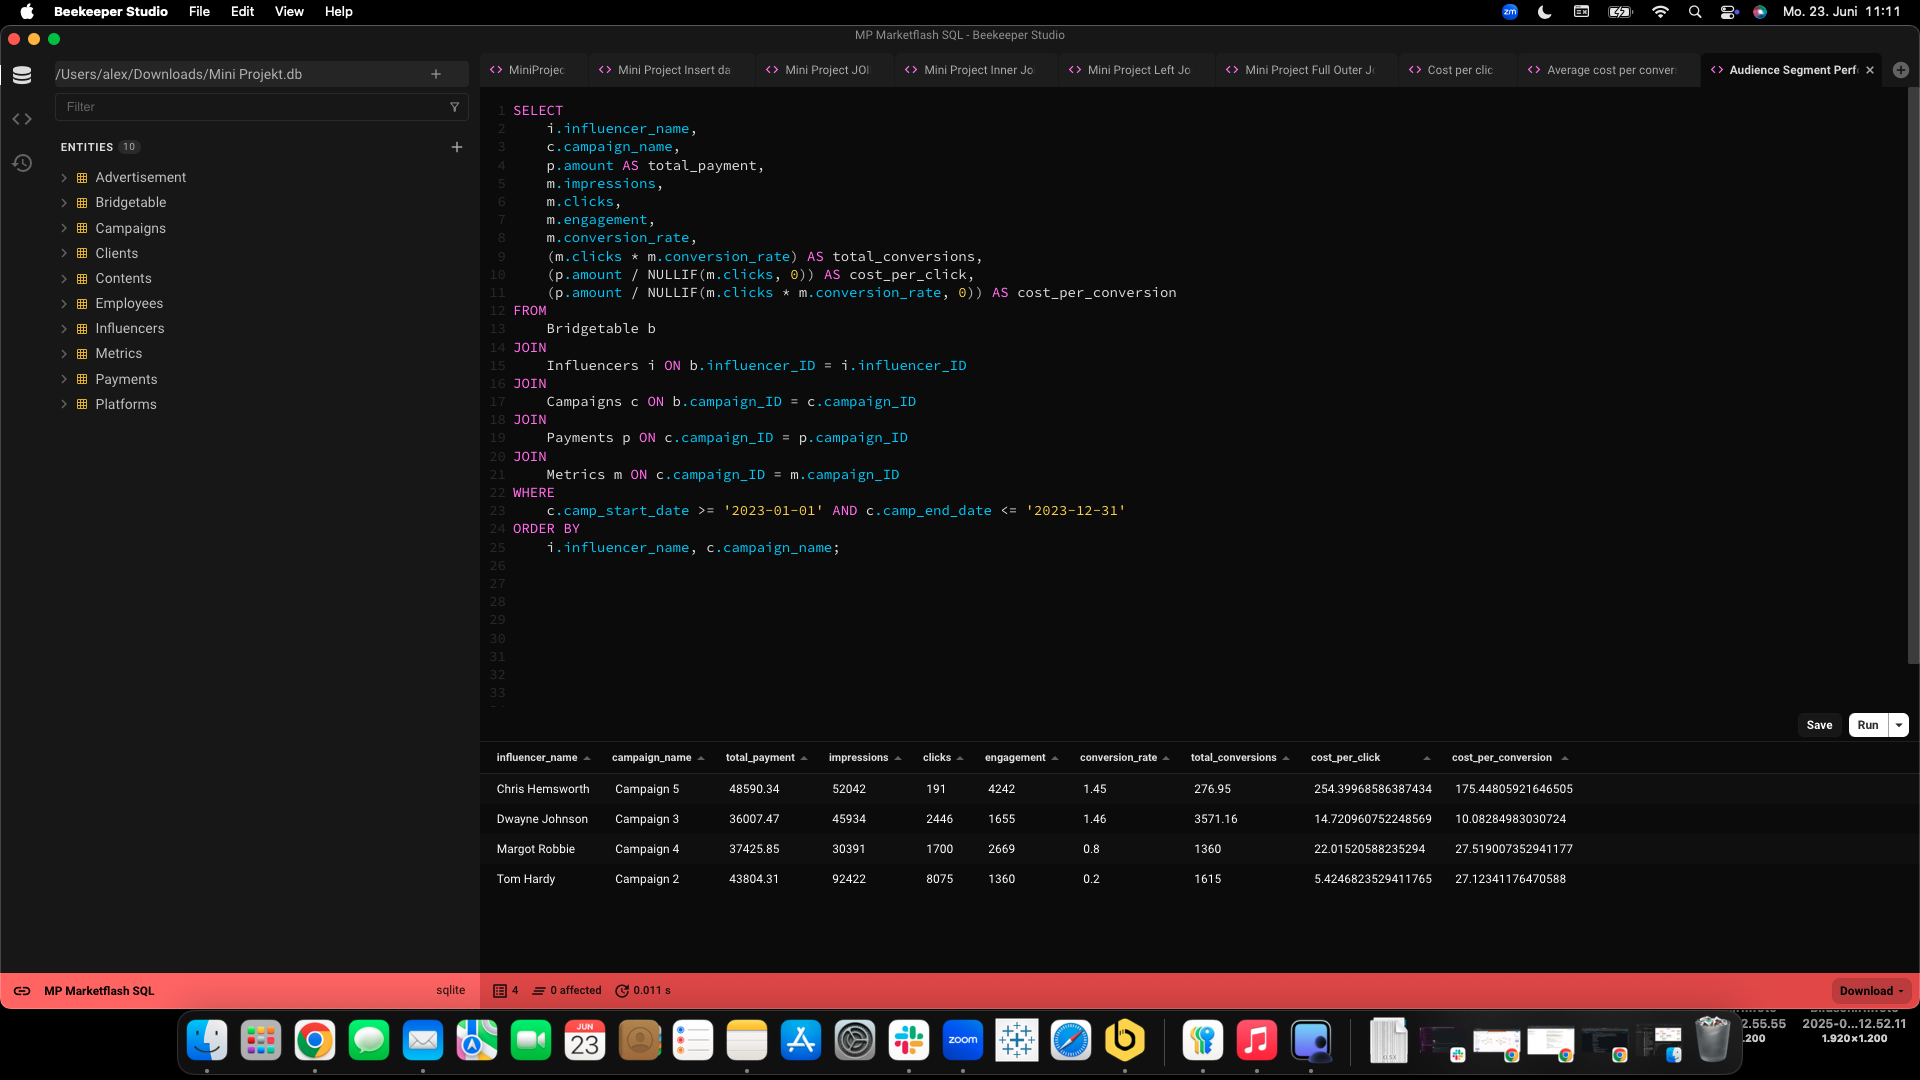 Beekeeper Studio File Edit View Help
zm Mo. 23. Juni 11:11
MP Marketflash SQL - Beekeeper Studio
/Users/alex/Downloads/Mini Projekt.db +
MiniProjec Mini Project Insert da Mini Project JOI Mini Project Inner Jo Mini Project Left Jo Mini Project Full Outer J Cost per clic Average cost per conver Audience Segment Perf
Filter
ENTITIES 10 +
Advertisement
Bridgetable
Campaigns
Clients
Contents
Employees
Influencers
Metrics
Payments
Platforms
1 SELECT
2 i.influencer_name,
3 c.campaign_name,
4 p.amount AS total_payment,
5 m.impressions,
6 m.clicks,
7 m.engagement,
8 m.conversion_rate,
9 (m.clicks * m.conversion_rate) AS total_conversions,
10 (p.amount / NULLIF(m.clicks, 0)) AS cost_per_click,
11 (p.amount / NULLIF(m.clicks * m.conversion_rate, 0)) AS cost_per_conversion
12 FROM
13 Bridgetable b
14 JOIN
15 Influencers i ON b.influencer_ID = i.influencer_ID
16 JOIN
17 Campaigns c ON b.campaign_ID = c.campaign_ID
18 JOIN
19 Payments p ON c.campaign_ID = p.campaign_ID
20 JOIN
21 Metrics m ON c.campaign_ID = m.campaign_ID
22 WHERE
23 c.camp_start_date >= '2023-01-01' AND c.camp_end_date <= '2023-12-31'
24 ORDER BY
25 i.influencer_name, c.campaign_name;
26
27
28
29
30
31
32
33
Save Run
influencer_name campaign_name total_payment impressions clicks engagement conversion_rate total_conversions cost_per_click cost_per_conversion
Chris Hemsworth Campaign 5 48590.34 52042 191 4242 1.45 276.95 254.39968586387434 175.44805921646505
Dwayne Johnson Campaign 3 36007.47 45934 2446 1655 1.46 3571.16 14.720960752248569 10.08284983030724
Margot Robbie Campaign 4 37425.85 30391 1700 2669 0.8 1360 22.01520588235294 27.519007352941177
Tom Hardy Campaign 2 43804.31 92422 8075 1360 0.2 1615 5.4246823529411765 27.12341176470588
MP Marketflash SQL sqlite 4 0 affected 0.011 s Download
2.55.55 2025-0...12.52.11
.200 1.920×1.200
JUN
23
zoom